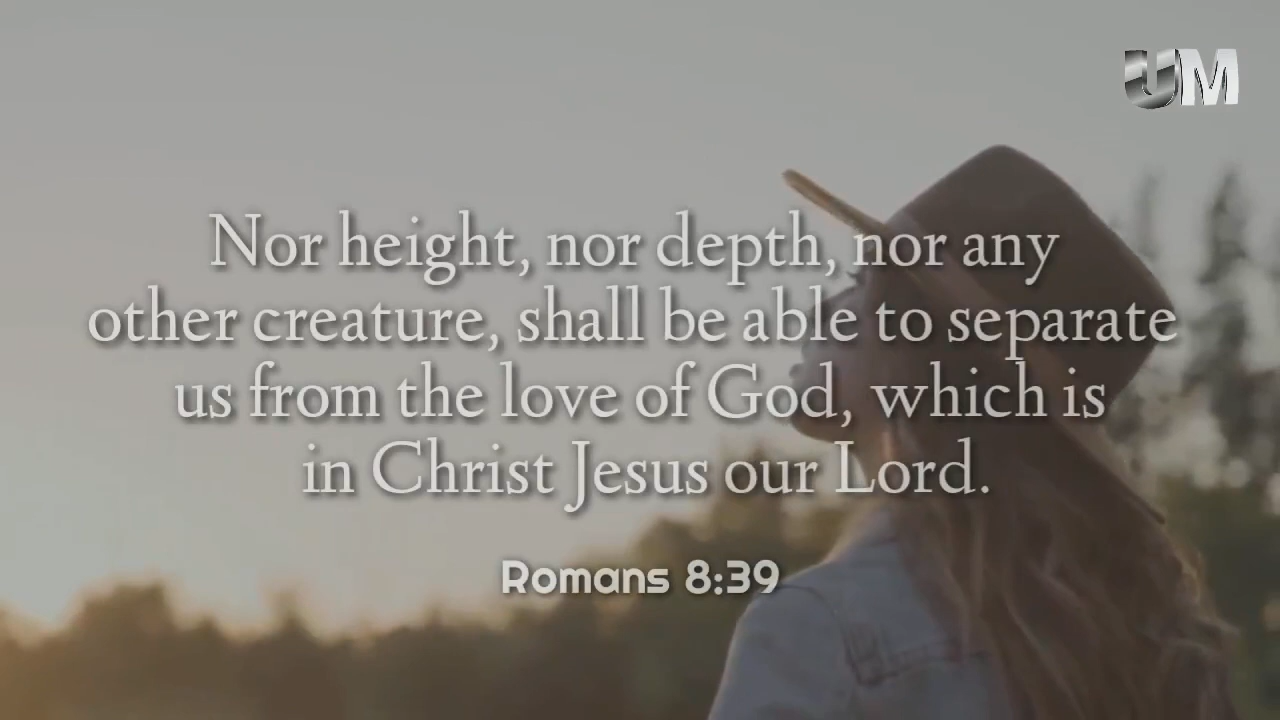 UM
Nor height, nor depth, nor any
other creature, shall be able to separate
us from the love of God, which is
in Christ Jesus our Lord.
Romans 8:39